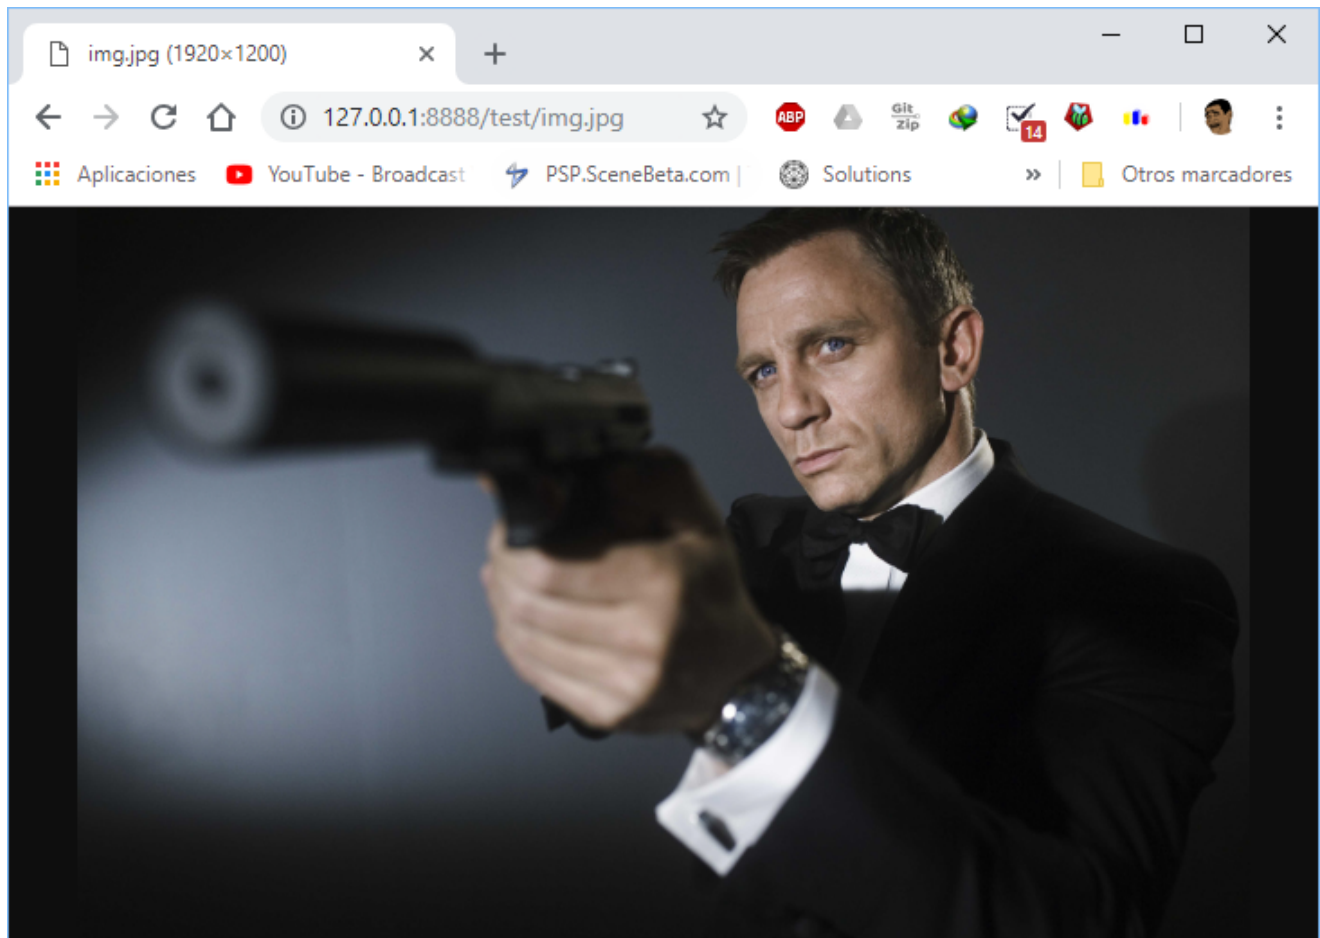 img.jpg (1920×1200)
127.0.0.1:8888/test/img.jpg
ABP
Git
zip
14
Aplicaciones YouTube - Broadcast PSP.SceneBeta.com | Solutions » Otros marcadores